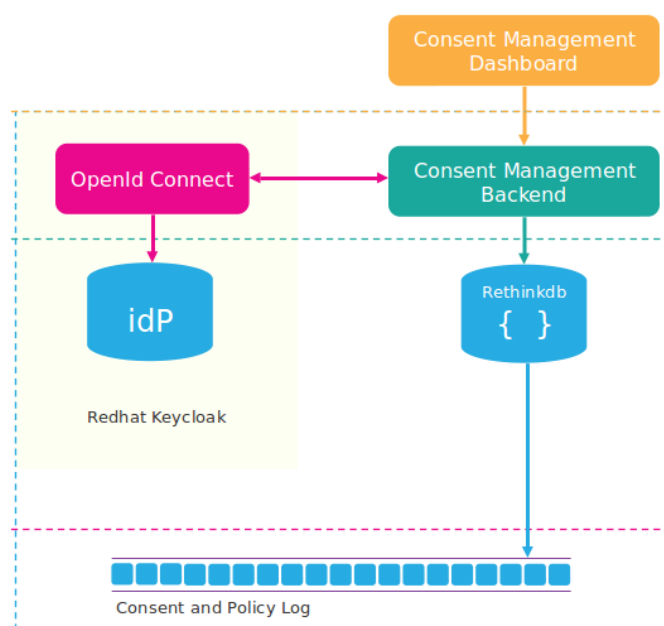 Consent Management
Dashboard
OpenId Connect
Consent Management
Backend
idP
Rethinkdb
{ }
Redhat Keycloak
Consent and Policy Log